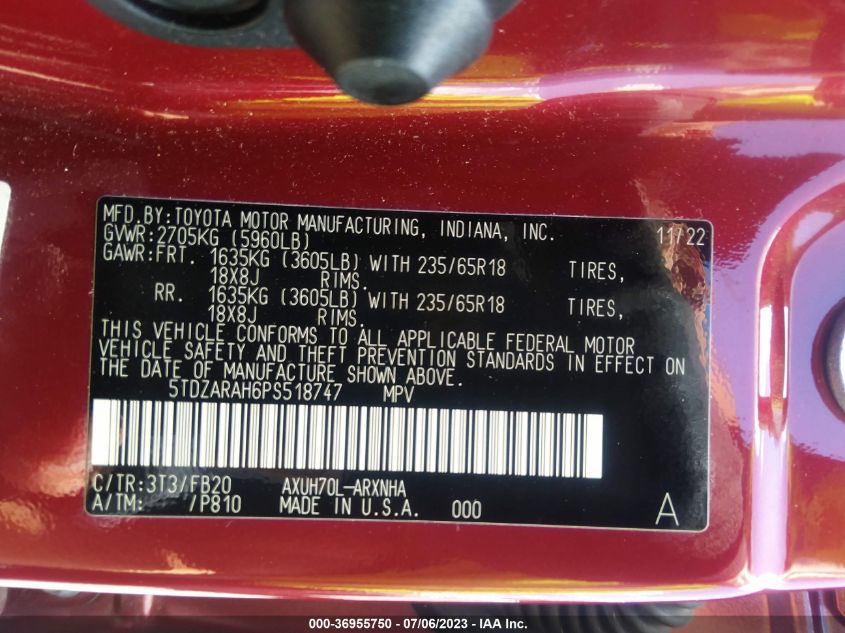 MFD.BY:TOYOTA MOTOR MANUFACTURING, INDIANA, INC. 11/22
GVWR:2705KG (5960LB)
GAWR:FRT. 1635KG (3605LB) WITH 235/65R18 TIRES,
18X8J RIMS.
RR. 1635KG (3605LB) WITH 235/65R18 TIRES,
18X8J RIMS.
THIS VEHICLE CONFORMS TO ALL APPLICABLE FEDERAL MOTOR
VEHICLE SAFETY AND THEFT PREVENTION STANDARDS IN EFFECT ON
THE DATE OF MANUFACTURE SHOWN ABOVE.
5TDZARAH6PS518747 MPV
C/TR:3T3/FB20 AXUH70L-ARXNHA
A/TM: /P810 MADE IN U.S.A. 000 A
000-36955750 - 07/06/2023 - IAA Inc.